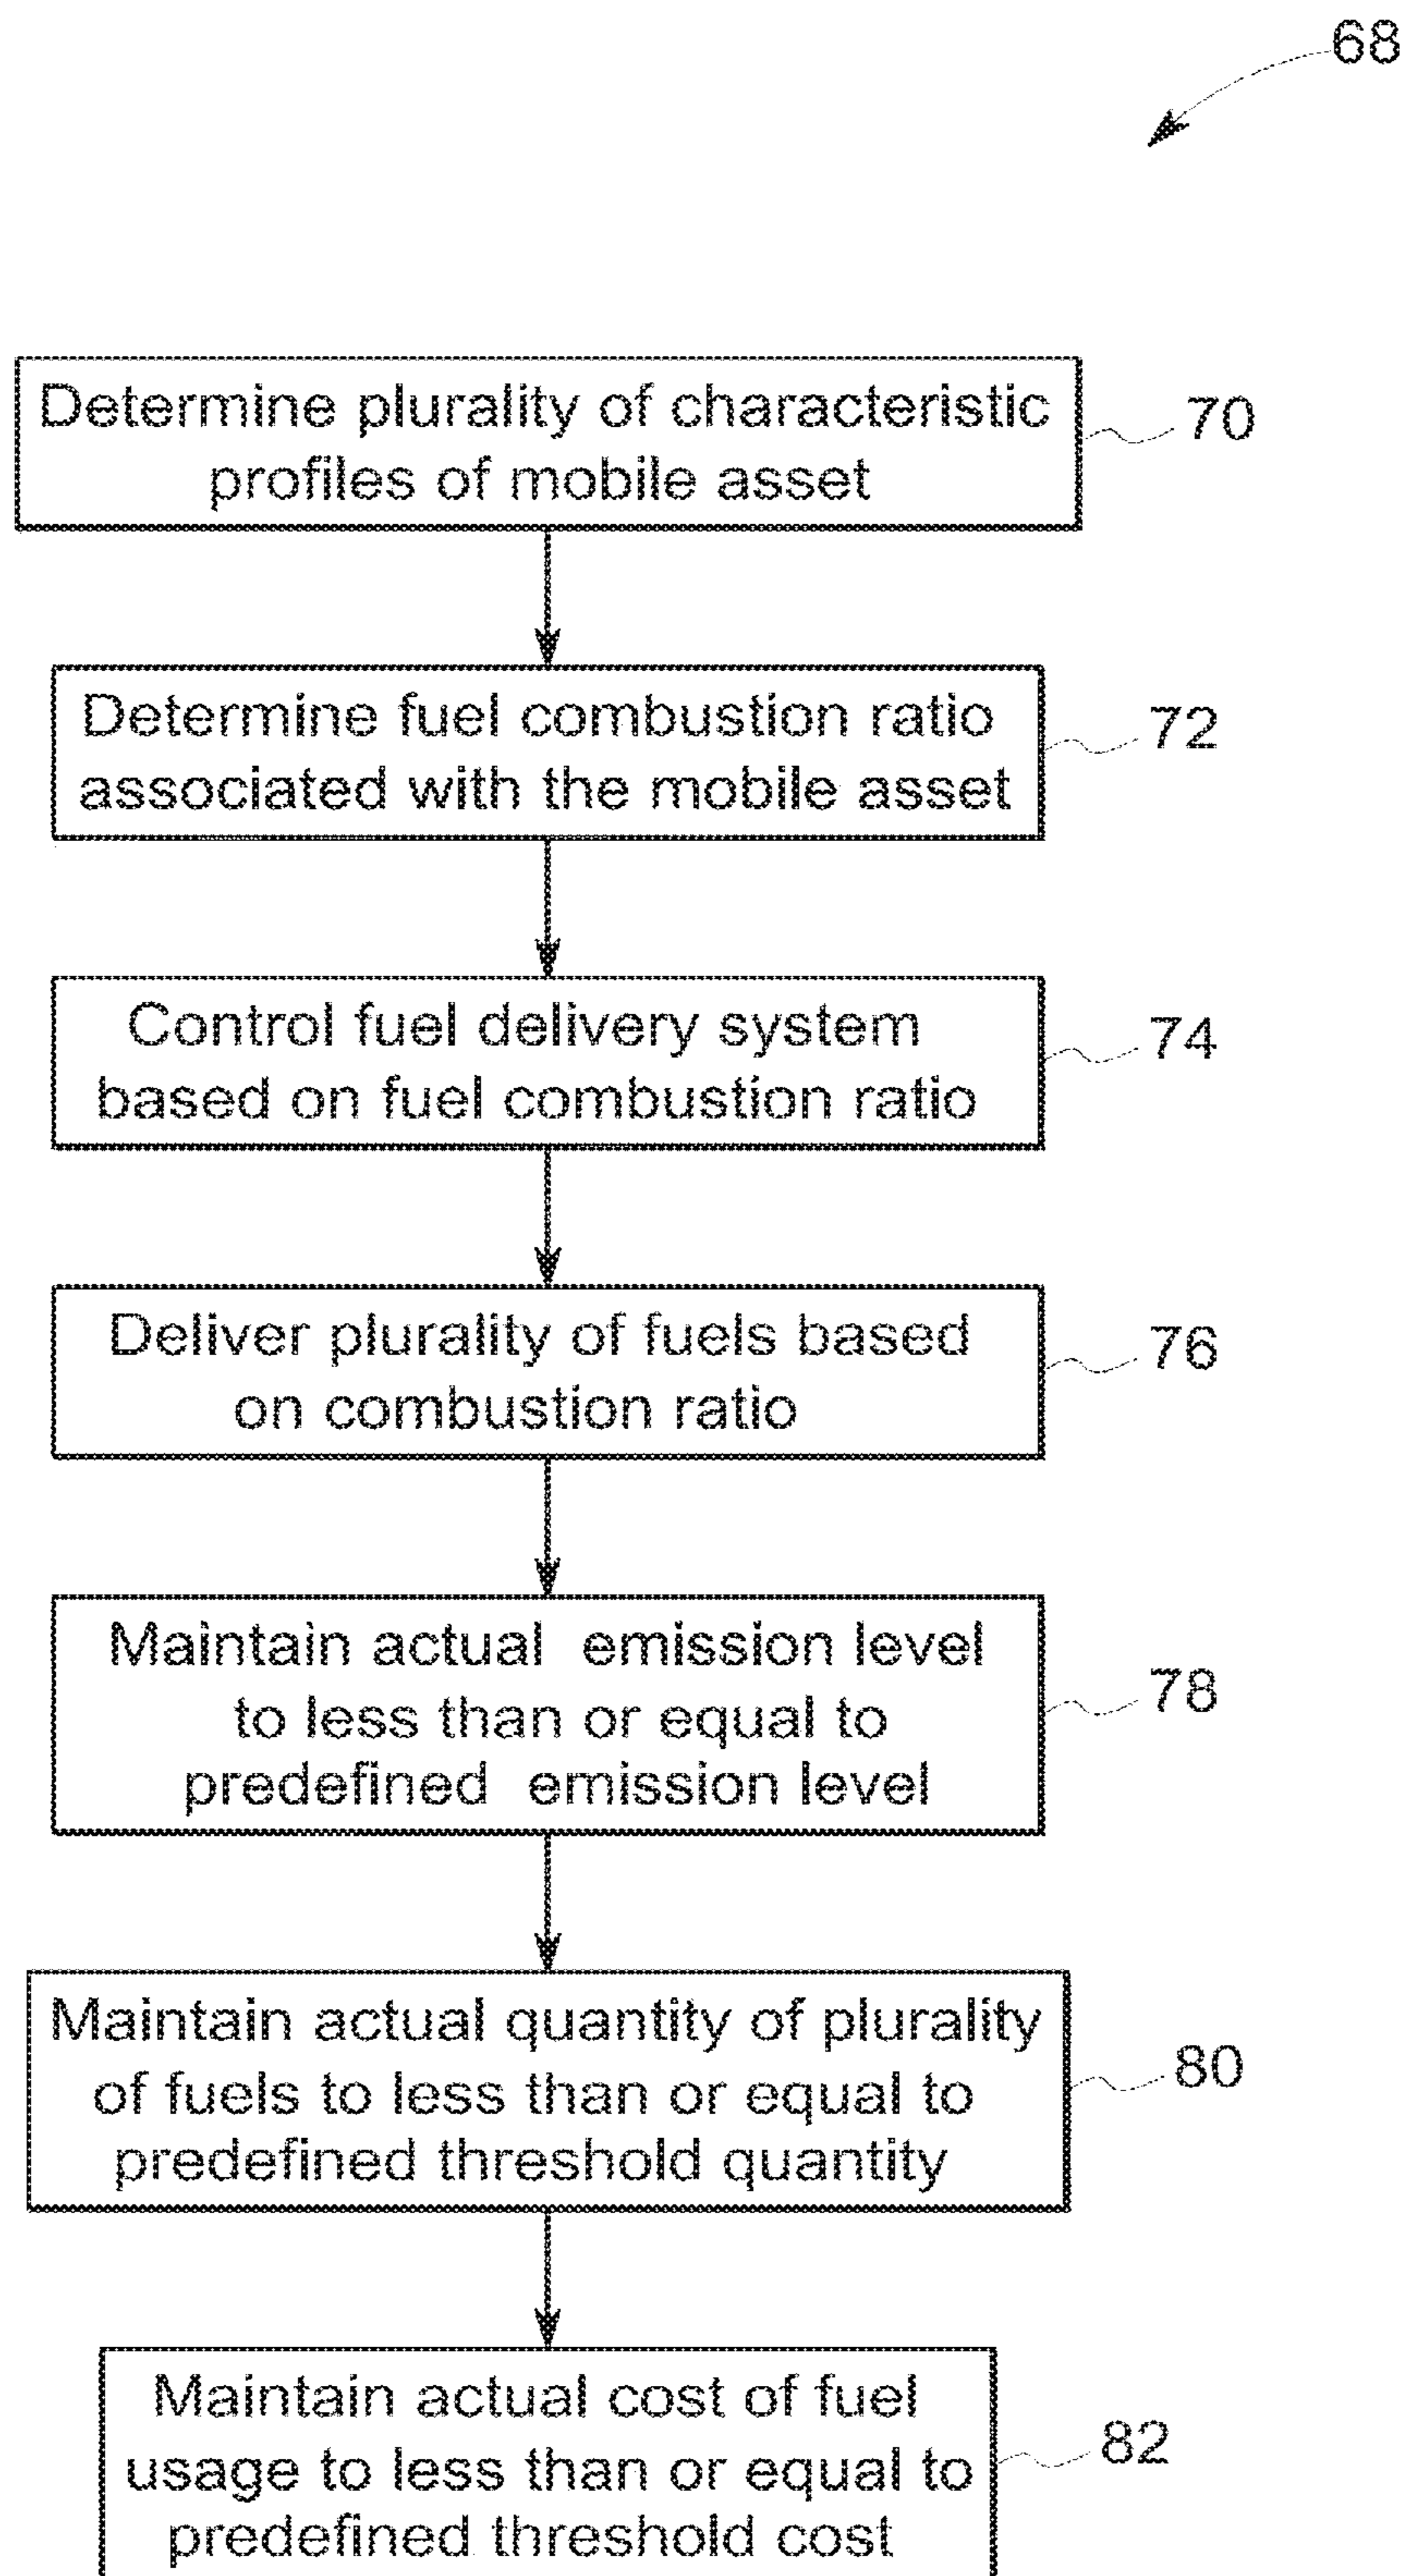 68
Determine plurality of characteristic
profiles of mobile asset
70
Determine fuel combustion ratio
associated with the mobile asset
72
Control fuel delivery system
based on fuel combustion ratio
74
Deliver plurality of fuels based
on combustion ratio
76
Maintain actual emission level
to less than or equal to
predefined emission level
78
Maintain actual quantity of plurality
of fuels to less than or equal to
predefined threshold quantity
80
Maintain actual cost of fuel
usage to less than or equal to
predefined threshold cost
82